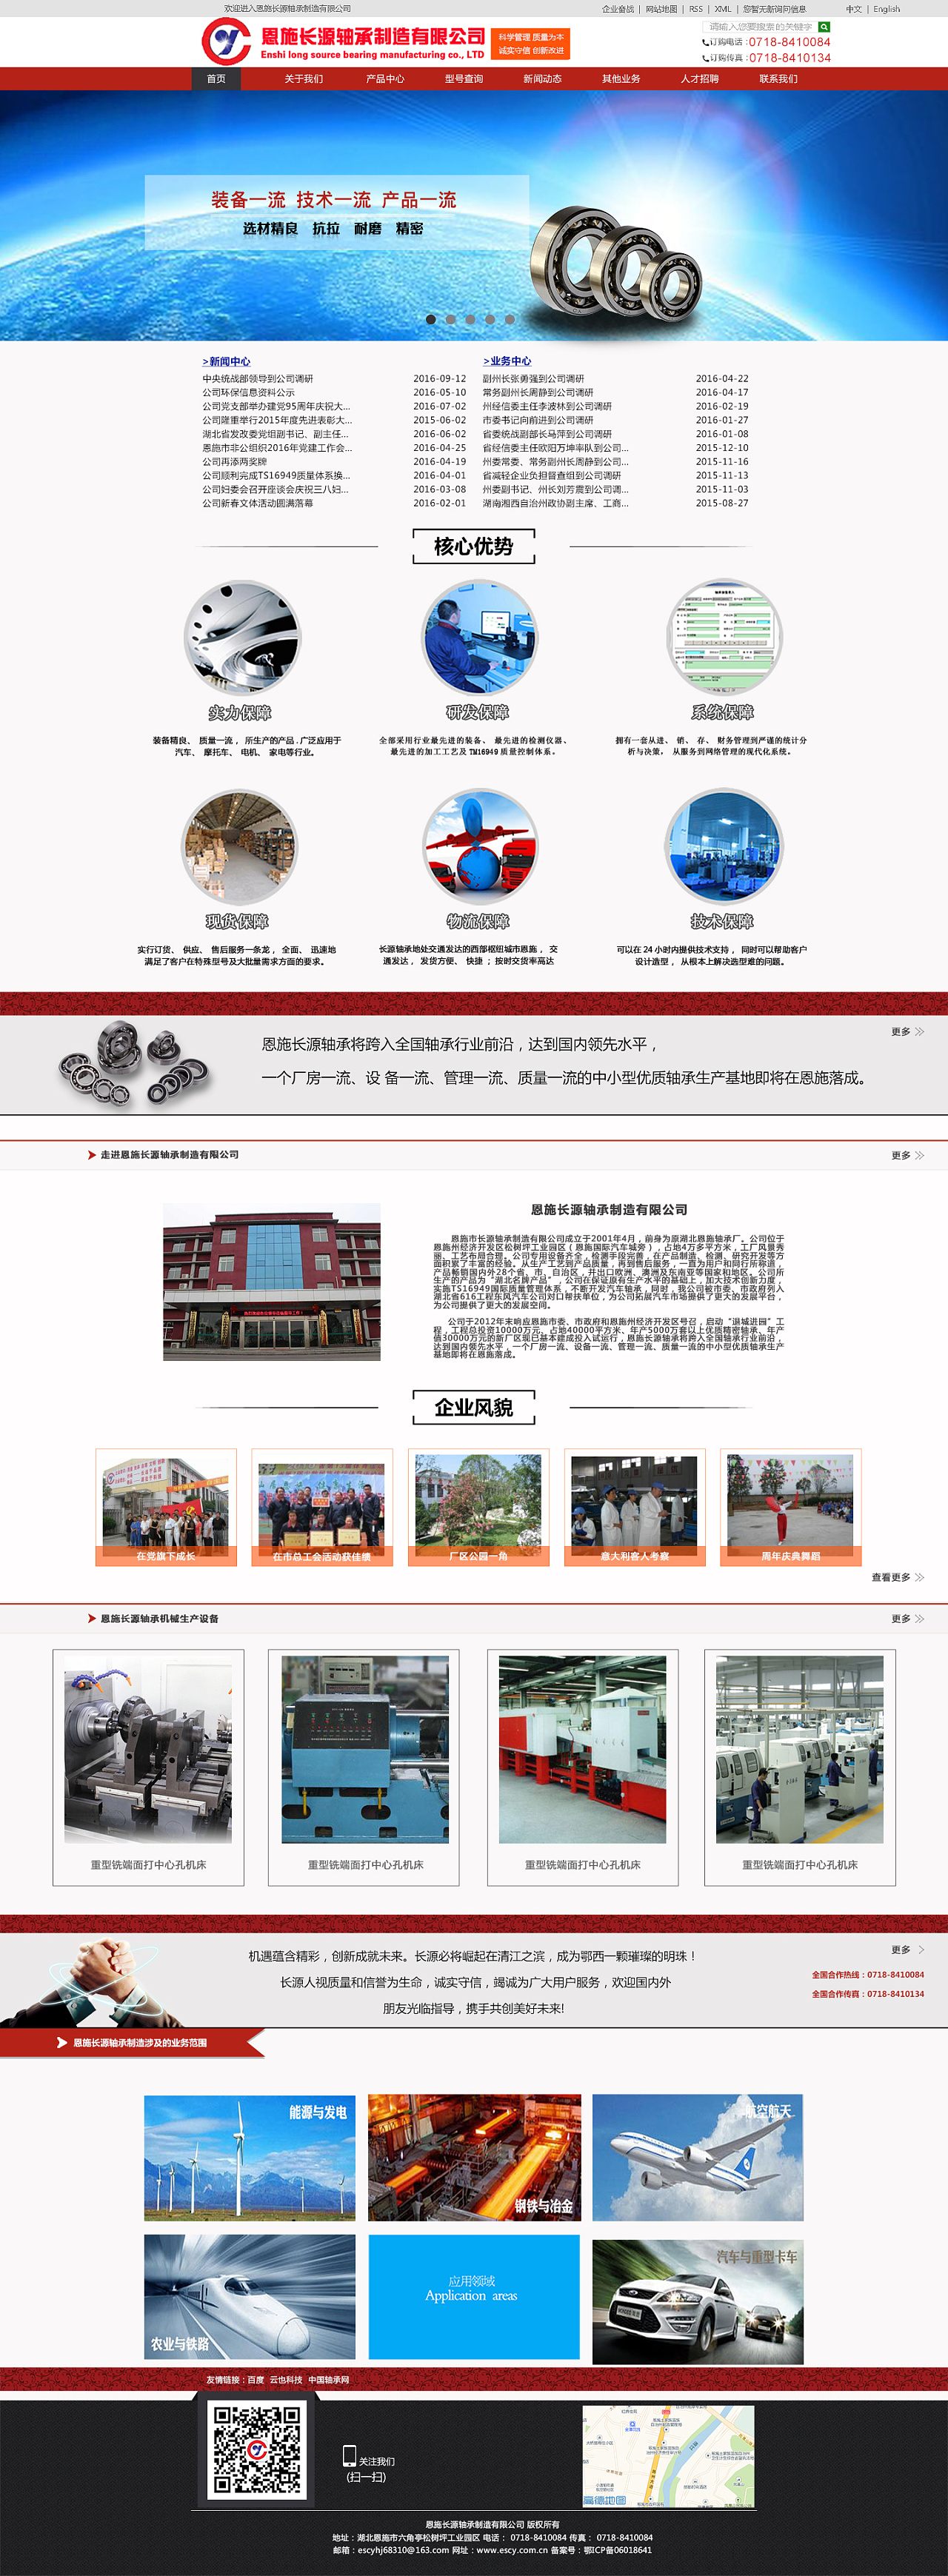 欢迎进入恩施长源轴承制造有限公司
企业畲战 | 网站地图 | RSS | XML | 您暂无新询问信息
中文 | English
恩施长源轴承制造有限公司
Enshi long source bearing manufacturing co., Ltd.
科学管理 质量为本
诚实守信 创新改进
请输入您要搜索的关键字
订购电话：0718-8410084
订购传真：0718-8410134
首页 关于我们 产品中心 型号查询 新闻动态 其他业务 人才招聘 联系我们
装备一流 技术一流 产品一流
选材精良 抗拉 耐磨 精密
>新闻中心
中央统战部领导到公司调研 2016-09-12
公司环保信息资料公示 2016-05-10
公司党支部举办建党95周年庆祝大... 2016-07-02
公司隆重举行2015年度先进表彰大... 2015-06-02
湖北省发改委党组副书记、副主任... 2016-06-02
恩施市非公组织2016年党建工作会... 2016-04-25
公司再添两奖牌 2016-04-19
公司顺利完成TS16949质量体系换... 2016-04-01
公司妇委会召开座谈会庆祝三八妇... 2016-03-08
公司新春文体活动圆满落幕 2016-02-01
>业务中心
副州长张勇强到公司调研 2016-04-22
常务副州长周静到公司调研 2016-04-17
州经信委主任李波林到公司调研 2016-02-19
市委书记向前进到公司调研 2016-01-27
省委统战副部长马萍到公司调研 2016-01-08
省经信委主任欧阳万坤率队到公司... 2015-12-10
州委常委、常务副州长周静到公司... 2015-11-16
省减轻企业负担督查组到公司调研 2015-11-13
州委副书记、州长刘芳震到公司调... 2015-11-03
湖南湘西自治州政协副主席、工商... 2015-08-27
核心优势
实力保障
装备精良、 质量一流， 所生产的产品 . 广泛应用于
汽车、 摩托车、 电机、 家电等行业。
研发保障
全部采用行业最先进的装备、 最先进的检测仪器、
最先进的加工工艺及 TM16949 质量控制体系。
系统保障
拥有一套从进、 销、 存、 财务管理到严谨的统计分
析与决策， 从服务到网络管理的现代化系统。
现货保障
实行订货、 供应、 售后服务一条龙， 全面、 迅速地
满足了客户在特殊型号及大批量需求方面的要求。
物流保障
长源轴承地处交通发达的西部枢纽城市恩施， 交
通发达， 发货方便、 快捷； 按时交货率高达
技术保障
可以在 24 小时内提供技术支持， 同时可以帮助客户
设计造型， 从根本上解决选型难的问题。
更多
恩施长源轴承将跨入全国轴承行业前沿，达到国内领先水平，
一个厂房一流、设 备一流、管理一流、质量一流的中小型优质轴承生产基地即将在恩施落成。
走进恩施长源轴承制造有限公司
更多
恩施长源轴承制造有限公司
恩施市长源轴承制造有限公司成立于2001年4月，前身为原湖北恩施轴承厂。公司位于
恩施州经济开发区松树坪工业园区（恩施国际汽车城旁），占地4万多平方米，工厂风景秀
丽、工艺布局合理。公司专用设备齐全，检测手段完善，在产品制造、检测、研究开发等方
面积累了丰富的经验。从生产工艺到产品质量，再到售后服务，一直为用户和同行所称道，
产品畅销国内外28个省、市、自治区，并出口欧洲、澳洲及东南亚等国家和地区。公司所
生产的产品为“湖北名牌产品”，公司在保证原有生产水平的基础上，加大技术创新力度，
实施TS16949国际质量管理体系，不断开发汽车轴承，同时，我公司被市委、市政府列入
湖北省616工程东风汽车公司对口帮扶单位，为公司拓展汽车市场提供了更大的发展平台，
为公司提供了更大的发展空间。
公司于2012年末响应恩施市委、市政府和恩施州经济开发区号召，启动“退城进园”工
程，工程总投资10000万元、占地40000平方米、年产5000万套以上优质精密轴承、年产
值30000万元的新厂区现已基本建成投入试运行，恩施长源轴承将跨入全国轴承行业前沿，
达到国内领先水平，一个厂房一流、设备一流、管理一流、质量一流的中小型优质轴承生产
基地即将在恩施落成。
企业风貌
在党旗下成长
在市总工会活动获佳绩
厂区公园一角
意大利客人考察
周年庆典舞蹈
查看更多
恩施长源轴承机械生产设备
更多
重型铣端面打中心孔机床
重型铣端面打中心孔机床
重型铣端面打中心孔机床
重型铣端面打中心孔机床
机遇蕴含精彩，创新成就未来。长源必将崛起在清江之滨，成为鄂西一颗璀璨的明珠！
长源人视质量和信誉为生命，诚实守信，竭诚为广大用户服务，欢迎国内外
朋友光临指导，携手共创美好未来!
更多
全国合作热线：0718-8410084
全国合作传真：0718-8410134
恩施长源轴承制造涉及的业务范围
能源与发电
钢铁与冶金
航空航天
农业与铁路
应用领域
Application areas
汽车与重型卡车
友情链接：百度 云也科技 中国轴承网
关注我们
(扫一扫)
高德地图
恩施长源轴承制造有限公司 版权所有
地址：湖北恩施市六角亭松树坪工业园区 电话： 0718-8410084 传真： 0718-8410084
邮箱：escyhj68310@163.com 网址：www.escy.com.cn 备案号：鄂ICP备06018641